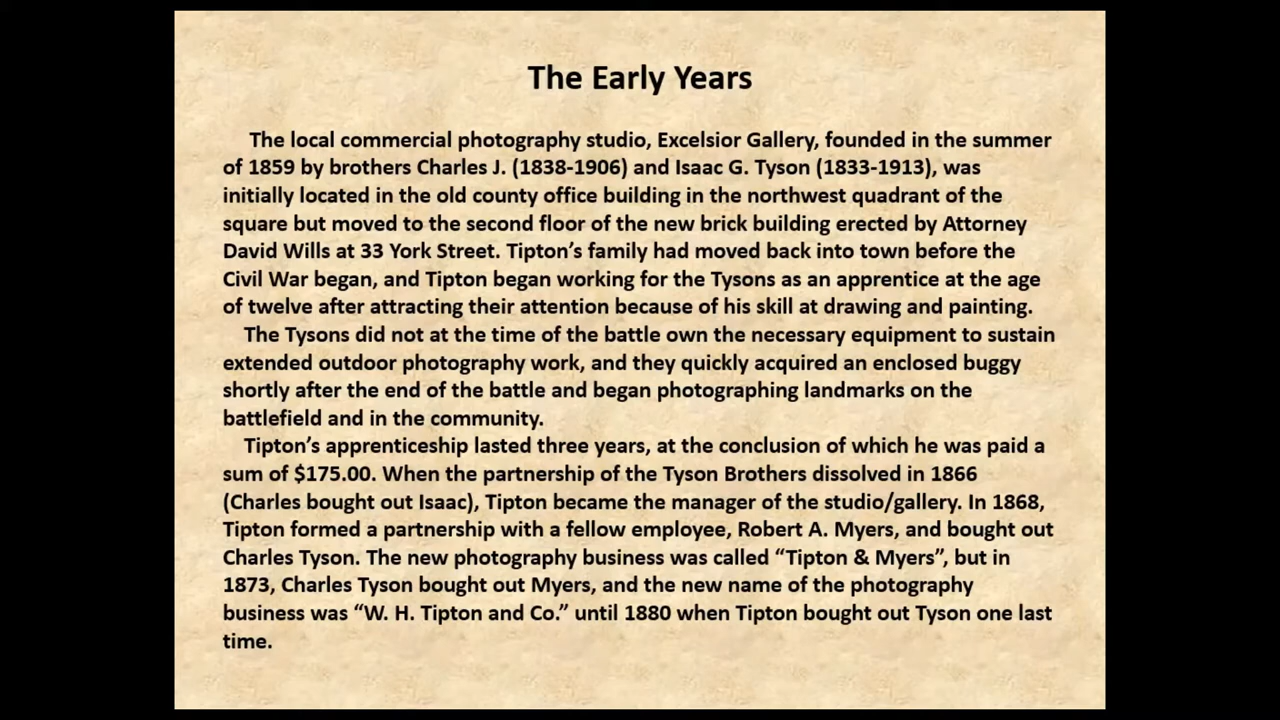 The Early Years
The local commercial photography studio, Excelsior Gallery, founded in the summer
of 1859 by brothers Charles J. (1838-1906) and Isaac G. Tyson (1833-1913), was
initially located in the old county office building in the northwest quadrant of the
square but moved to the second floor of the new brick building erected by Attorney
David Wills at 33 York Street. Tipton’s family had moved back into town before the
Civil War began, and Tipton began working for the Tysons as an apprentice at the age
of twelve after attracting their attention because of his skill at drawing and painting.
The Tysons did not at the time of the battle own the necessary equipment to sustain
extended outdoor photography work, and they quickly acquired an enclosed buggy
shortly after the end of the battle and began photographing landmarks on the
battlefield and in the community.
Tipton’s apprenticeship lasted three years, at the conclusion of which he was paid a
sum of $175.00. When the partnership of the Tyson Brothers dissolved in 1866
(Charles bought out Isaac), Tipton became the manager of the studio/gallery. In 1868,
Tipton formed a partnership with a fellow employee, Robert A. Myers, and bought out
Charles Tyson. The new photography business was called “Tipton & Myers”, but in
1873, Charles Tyson bought out Myers, and the new name of the photography
business was “W. H. Tipton and Co.” until 1880 when Tipton bought out Tyson one last
time.